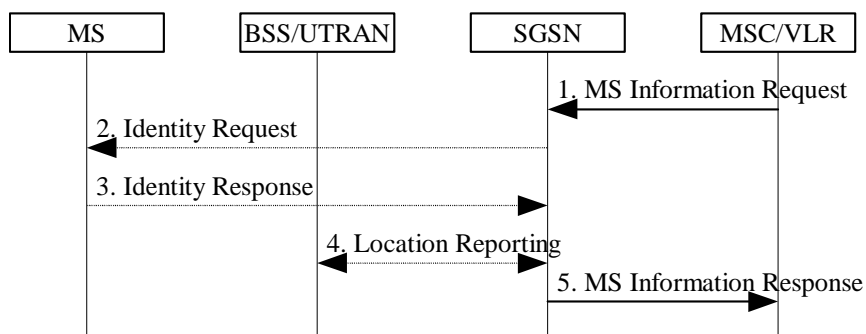 MS
BSS/UTRAN
SGSN
MSC/VLR
1. MS Information Request
2. Identity Request
3. Identity Response
4. Location Reporting
5. MS Information Response